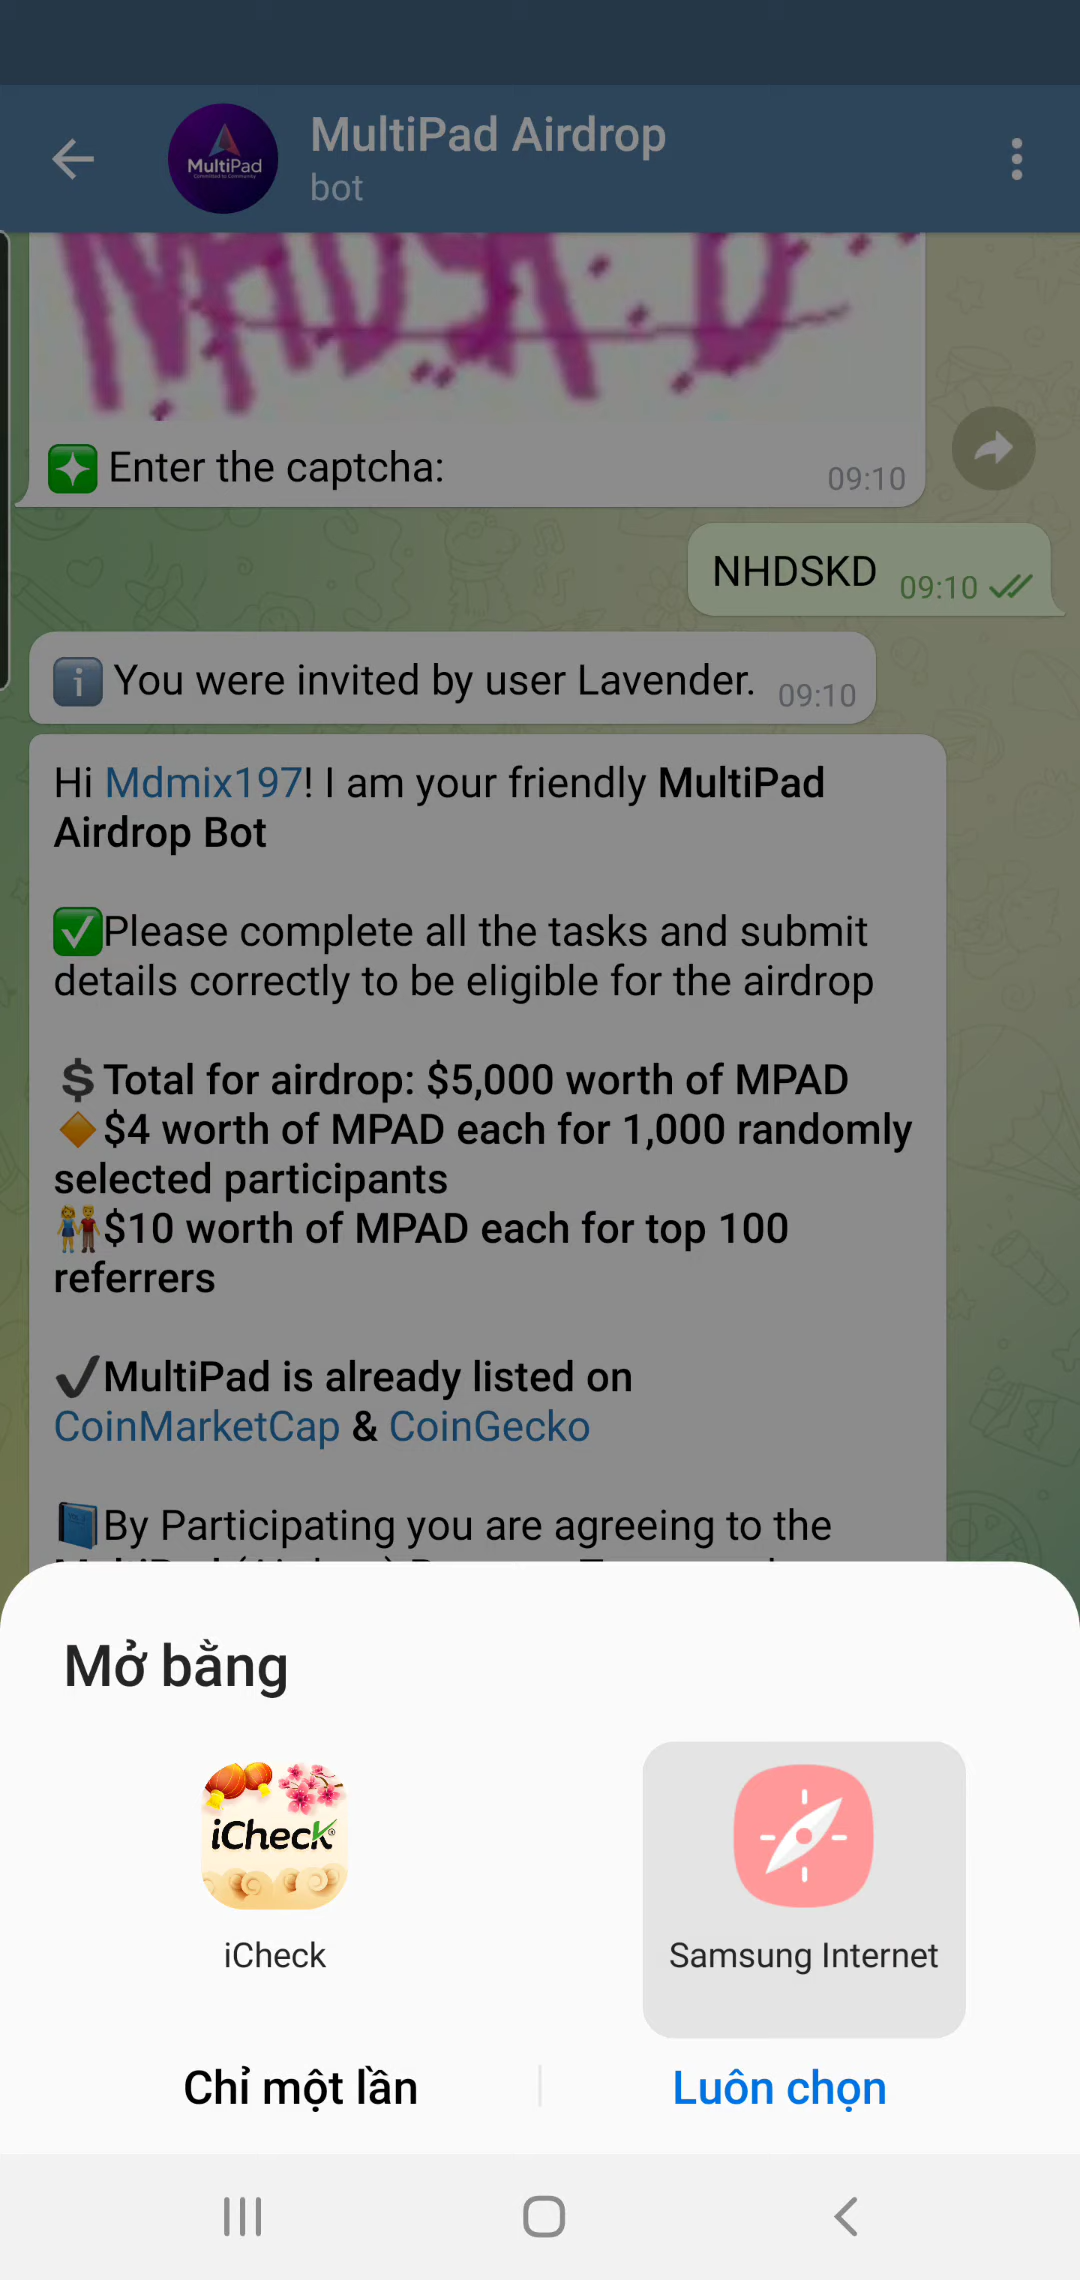 MultiPad Airdrop
bot
MultiPad
Enter the captcha:
09:10
NHDSKD
09:10
You were invited by user Lavender.
09:10
Hi Mdmix197! I am your friendly MultiPad
Airdrop Bot
Please complete all the tasks and submit
details correctly to be eligible for the airdrop
Total for airdrop: $5,000 worth of MPAD
$4 worth of MPAD each for 1,000 randomly
selected participants
$10 worth of MPAD each for top 100
referrers
MultiPad is already listed on
CoinMarketCap & CoinGecko
By Participating you are agreeing to the
Mở bằng
iCheck
iCheck
Samsung Internet
Chỉ một lần
Luôn chọn